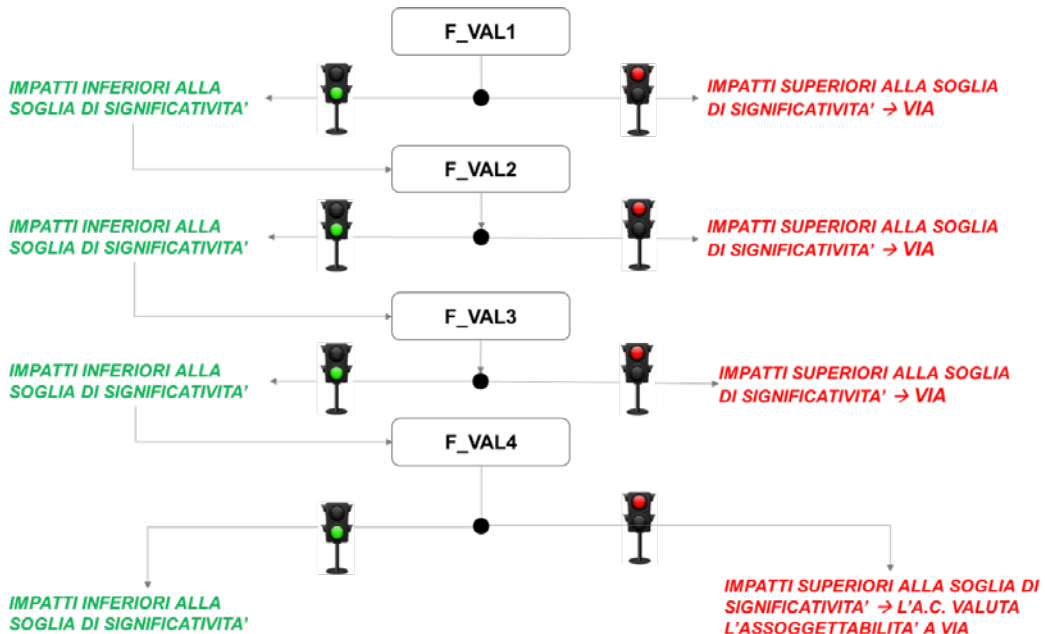 F_VAL1
IMPATTI INFERIORI ALLA
SOGLIA DI SIGNIFICATIVITA'
IMPATTI SUPERIORI ALLA SOGLIA
DI SIGNIFICATIVITA' → VIA
F_VAL2
IMPATTI INFERIORI ALLA
SOGLIA DI SIGNIFICATIVITA'
IMPATTI SUPERIORI ALLA SOGLIA
DI SIGNIFICATIVITA' → VIA
F_VAL3
IMPATTI INFERIORI ALLA
SOGLIA DI SIGNIFICATIVITA'
IMPATTI SUPERIORI ALLA SOGLIA
DI SIGNIFICATIVITA' → VIA
F_VAL4
IMPATTI INFERIORI ALLA
SOGLIA DI SIGNIFICATIVITA'
IMPATTI SUPERIORI ALLA SOGLIA DI
SIGNIFICATIVITA' → L'A.C. VALUTA
L'ASSOGGETTABILITA' A VIA